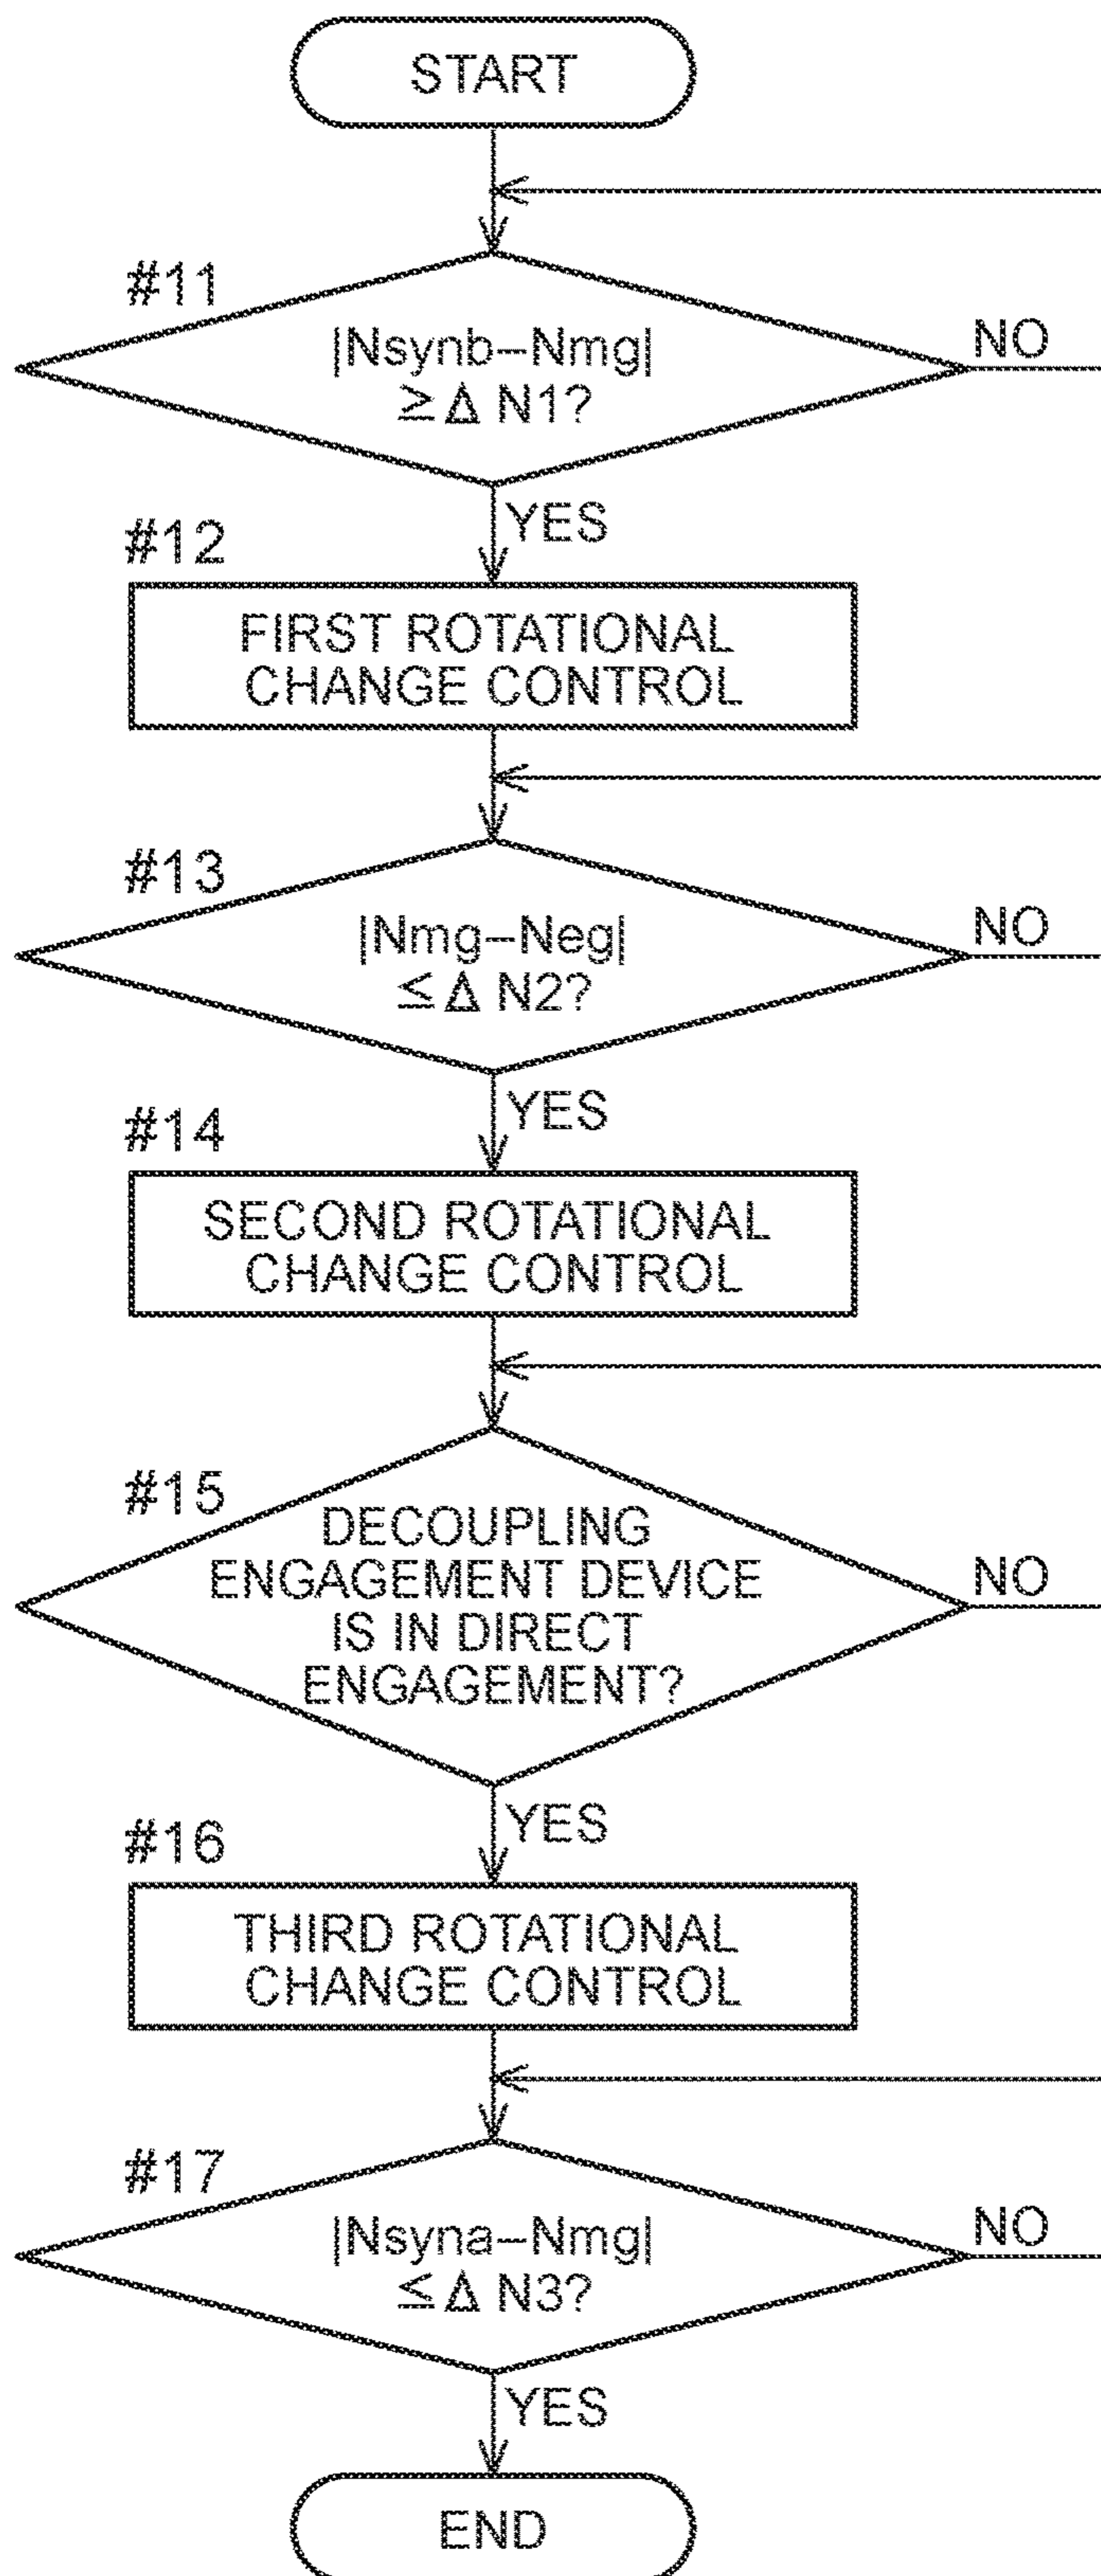 START
#11
|Nsynb–Nmg|
≥Δ N1?
NO
YES
#12
FIRST ROTATIONAL
CHANGE CONTROL
#13
|Nmg–Neg|
≤Δ N2?
NO
YES
#14
SECOND ROTATIONAL
CHANGE CONTROL
#15
DECOUPLING
ENGAGEMENT DEVICE
IS IN DIRECT
ENGAGEMENT?
NO
YES
#16
THIRD ROTATIONAL
CHANGE CONTROL
#17
|Nsyna–Nmg|
≤Δ N3?
NO
YES
END